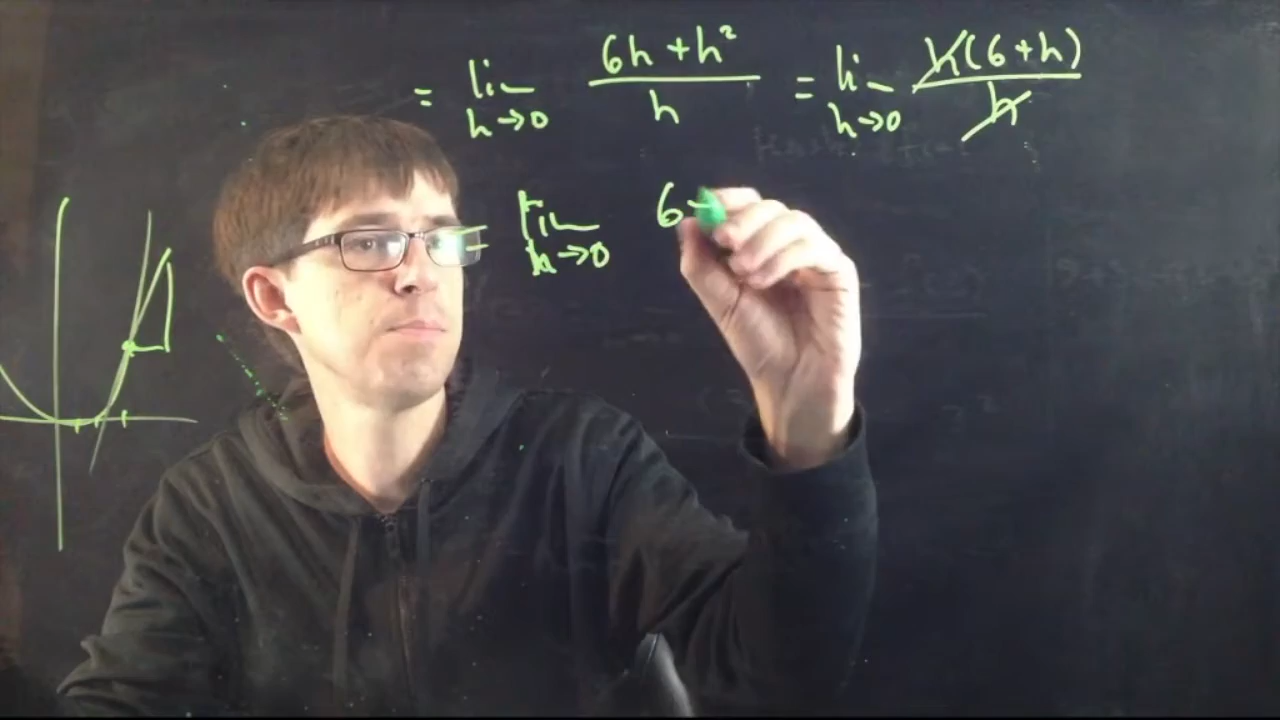 = lim h→0 6h + h² / h = lim h→0 h(6+h) / h
= lim h→0 6